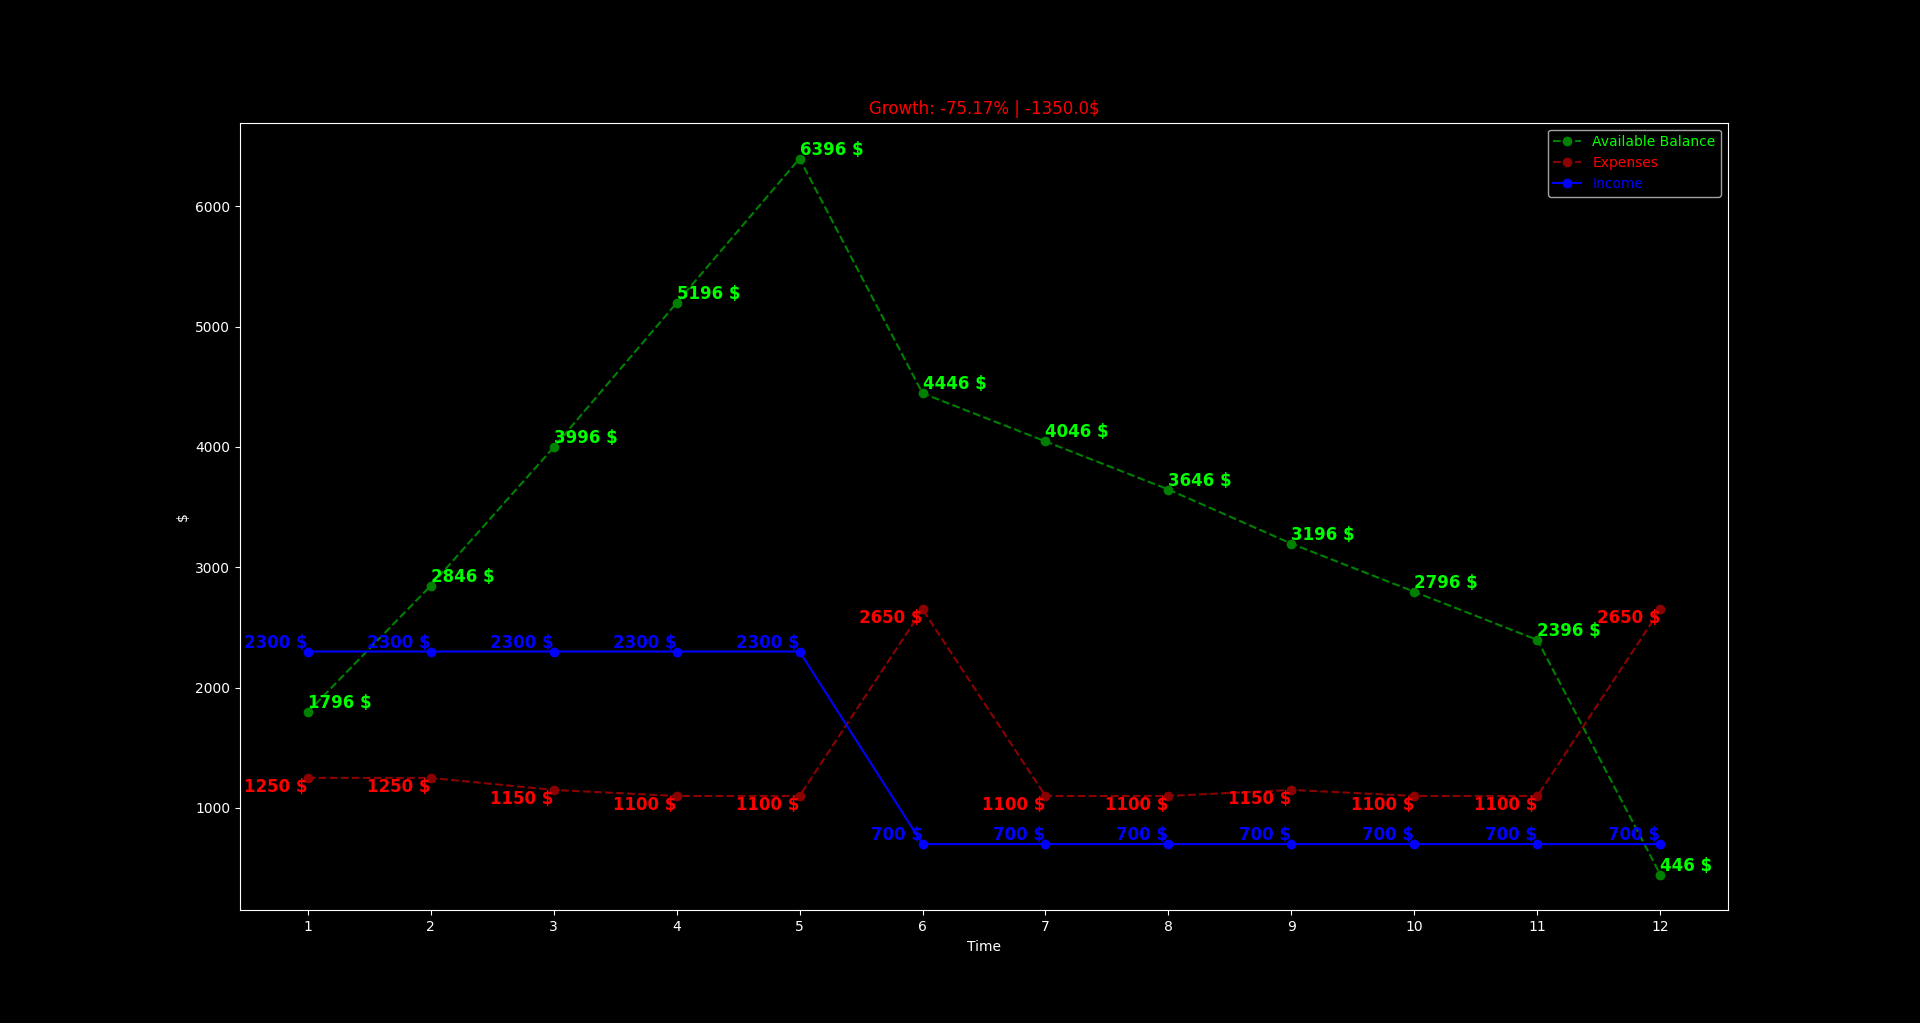 Growth: -75.17% | -1350.0$
Available Balance
Expenses
Income
6396 $
6000
5196 $
5000
4446 $
4046 $
3996 $
4000
3646 $
$
3196 $
3000
2846 $
2796 $
2650 $
2650 $
2396 $
2300 $ 2300 $ 2300 $ 2300 $ 2300 $
2000
1796 $
1250 $ 1250 $ 1150 $ 1100 $ 1100 $ 1100 $ 1100 $ 1150 $ 1100 $ 1100 $
1000
700 $ 700 $ 700 $ 700 $ 700 $ 700 $ 700 $
446 $
1 2 3 4 5 6 7 8 9 10 11 12
Time